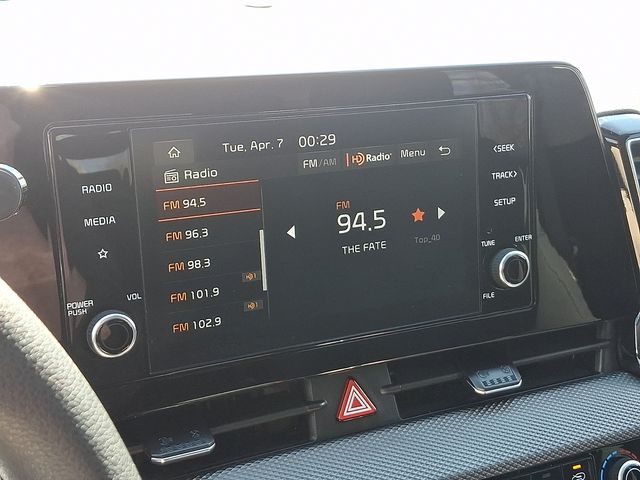 Tue, Apr. 7 00:29
FM/AM HD Radio Menu
Radio
FM 94.5
FM 96.3
FM 98.3
HD1
FM 101.9
HD1
FM 102.9
FM
94.5
THE FATE
Top_40
RADIO
MEDIA
POWER
PUSH
VOL
<SEEK
TRACK>
SETUP
TUNE
ENTER
FILE